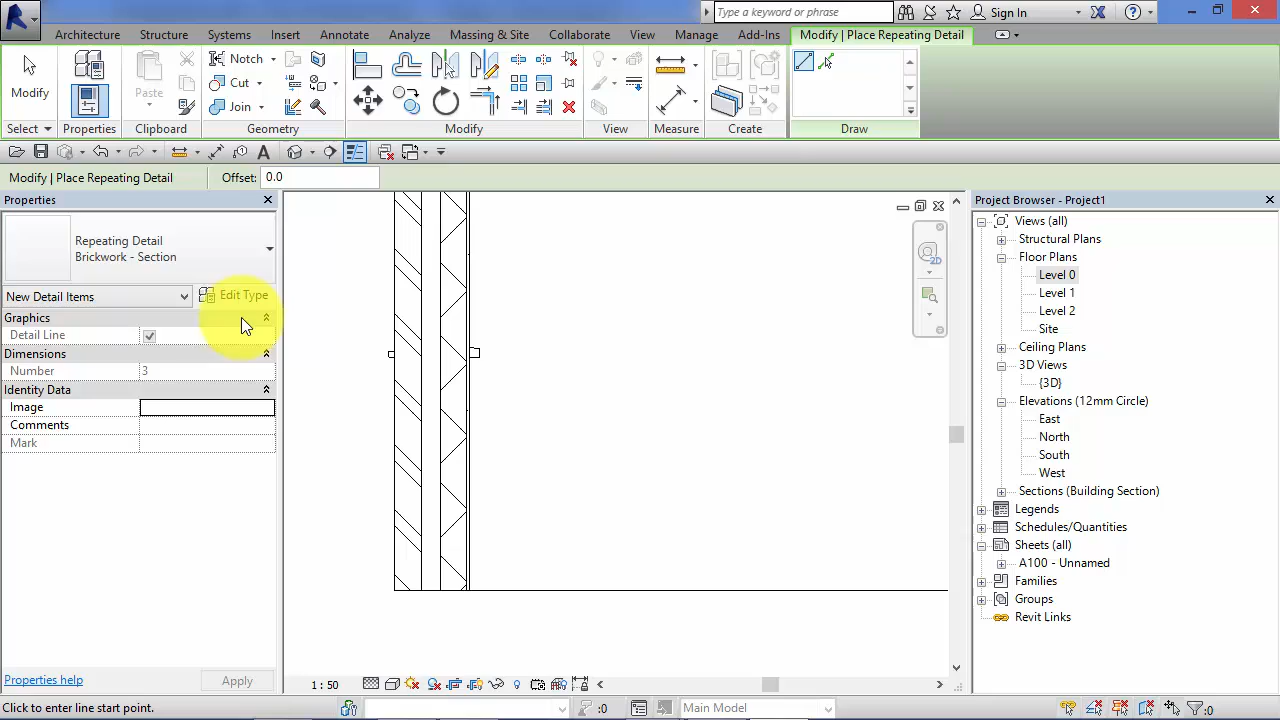 Type a keyword or phrase
Sign In
Architecture
Structure
Systems
Insert
Annotate
Analyze
Massing & Site
Collaborate
View
Manage
Add-Ins
Modify | Place Repeating Detail
Modify
Paste
Notch
Cut
Join
Select
Properties
Clipboard
Geometry
Modify
View
Measure
Create
Draw
Modify | Place Repeating Detail
Offset: 0.0
Properties
Repeating Detail
Brickwork - Section
New Detail Items
Edit Type
Graphics
Detail Line
Dimensions
Number 3
Identity Data
Image
Comments
Mark
Properties help
Apply
2D
1 : 50
Project Browser - Project1
Views (all)
Structural Plans
Floor Plans
Level 0
Level 1
Level 2
Site
Ceiling Plans
3D Views
{3D}
Elevations (12mm Circle)
East
North
South
West
Sections (Building Section)
Legends
Schedules/Quantities
Sheets (all)
A100 - Unnamed
Families
Groups
Revit Links
Click to enter line start point.
:0
Main Model
:0